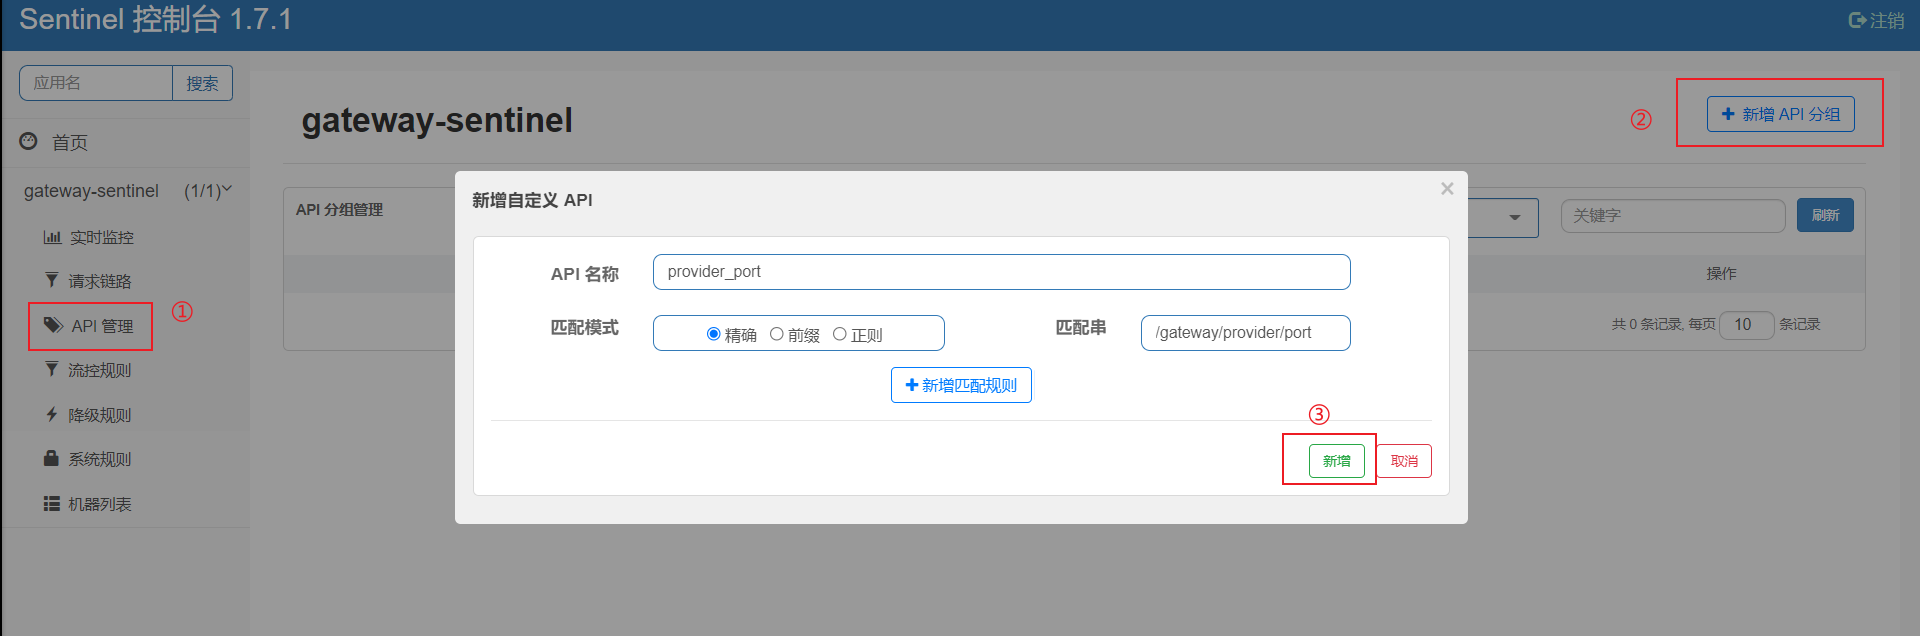 Sentinel 控制台 1.7.1
注销
应用名 搜索
首页
gateway-sentinel (1/1)
实时监控
请求链路
API 管理
①
流控规则
降级规则
系统规则
机器列表
gateway-sentinel
②
新增 API 分组
API 分组管理
关键字
刷新
操作
共 0 条记录, 每页 10 条记录
新增自定义 API
×
API 名称 provider_port
匹配模式 精确 前缀 正则 匹配串 /gateway/provider/port
新增匹配规则
③
新增 取消